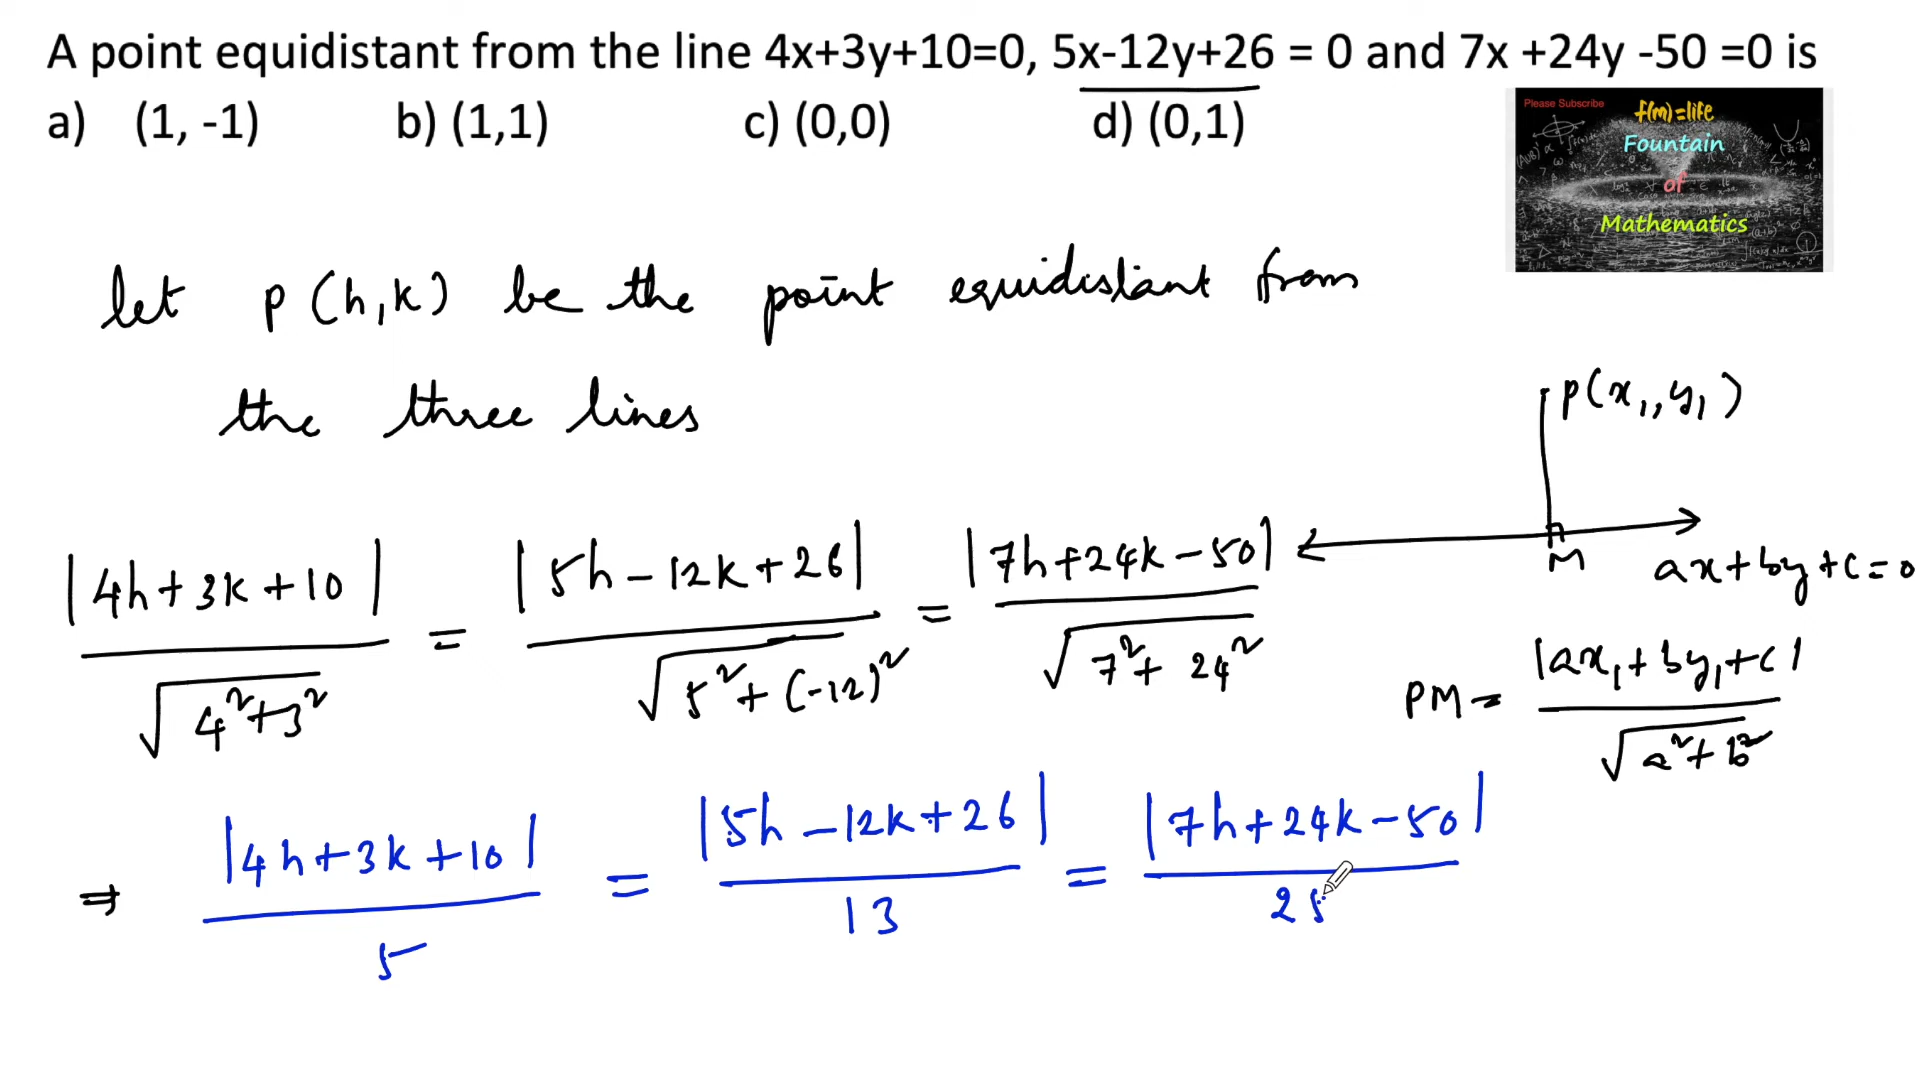 A point equidistant from the line 4x+3y+10=0, 5x-12y+26 = 0 and 7x +24y -50 =0 is
a) (1, -1) b) (1,1) c) (0,0) d) (0,1)
Please Subscribe
f(m)=life
Fountain
of
Mathematics
let P(h,k) be the point equidistant from
the three lines
P(x₁,y₁)
M
ax+by+c=0
|4h+3k+10| / √(4²+3²) = |5h-12k+26| / √(5²+(-12)²) = |7h+24k-50| / √(7²+24²)
PM = |ax₁+by₁+c| / √(a²+b²)
⇒ |4h+3k+10| / 5 = |5h-12k+26| / 13 = |7h+24k-50| / 25